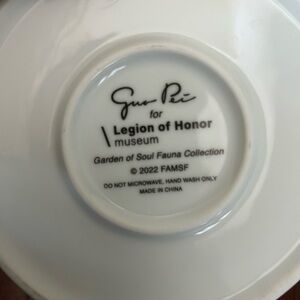 Guo Pei
for
\ Legion of Honor
museum
Garden of Soul Fauna Collection
© 2022 FAMSF
DO NOT MICROWAVE, HAND WASH ONLY
MADE IN CHINA